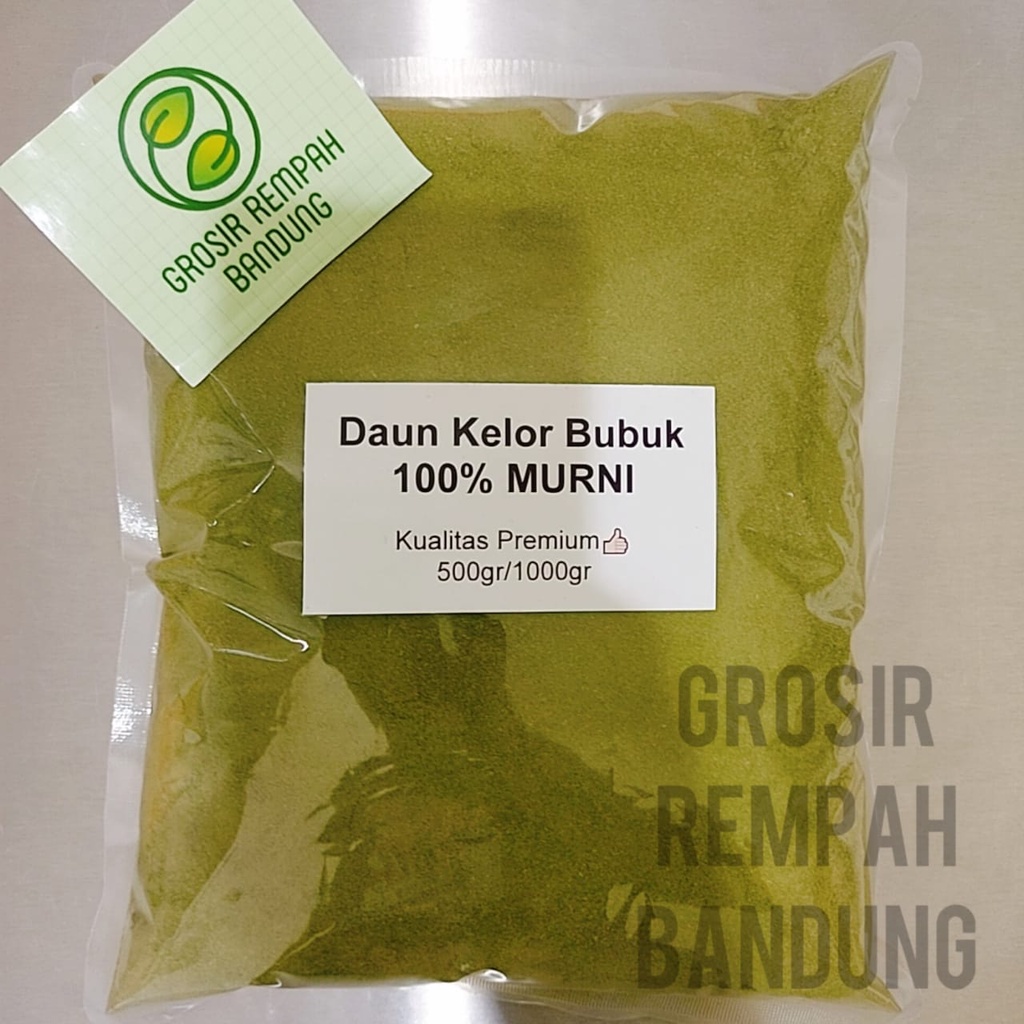 GROSIR REMPAH
BANDUNG
Daun Kelor Bubuk
100% MURNI
Kualitas Premium👍
500gr/1000gr
GROSIR
REMPAH
BANDUNG